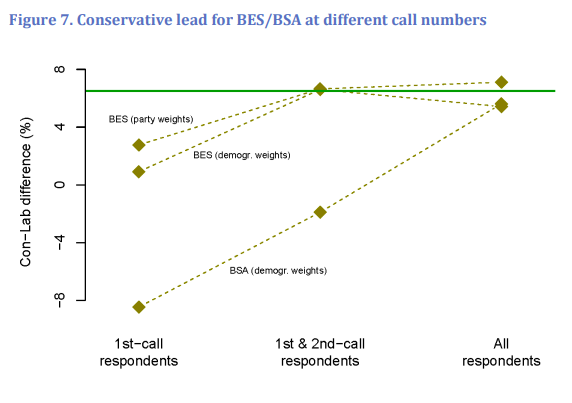 Figure 7. Conservative lead for BES/BSA at different call numbers
Con−Lab difference (%)
8
4
0
−4
−8
BES (party weights)
BES (demogr. weights)
BSA (demogr. weights)
1st−call
respondents
1st & 2nd−call
respondents
All
respondents